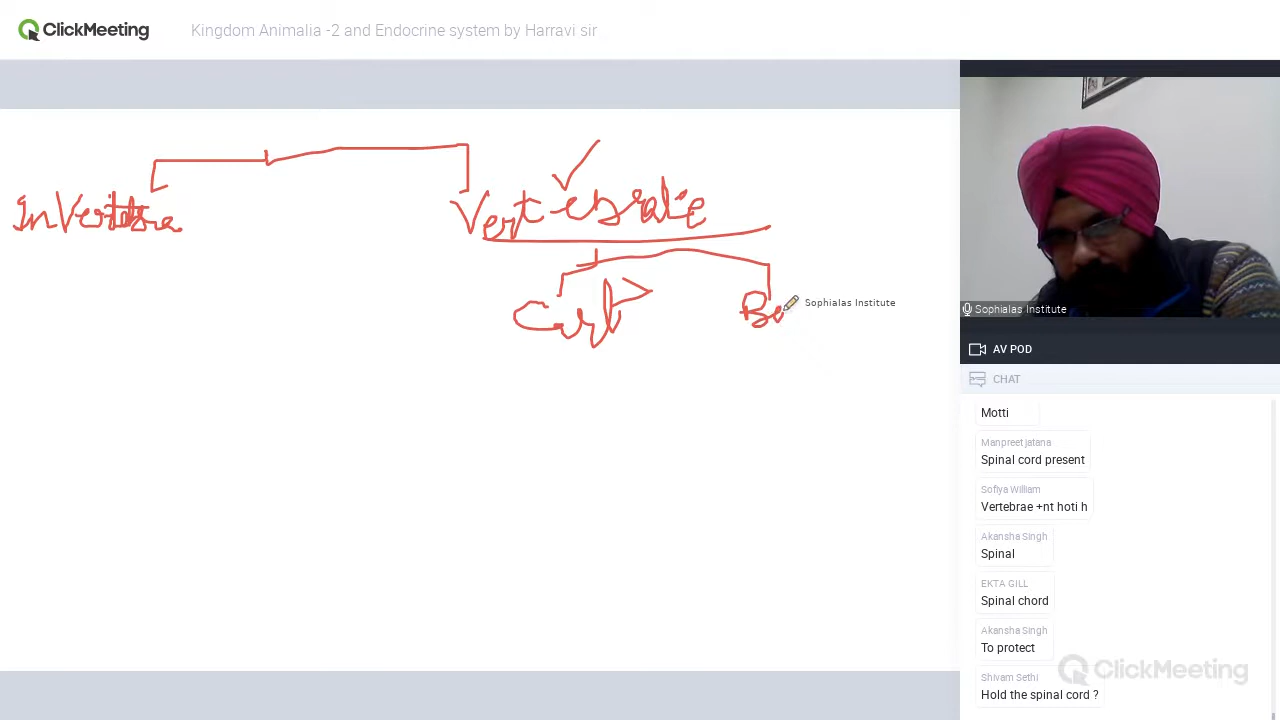 ClickMeeting
Kingdom Animalia -2 and Endocrine system by Harravi sir
Vertebrate
Sophialas Institute
Sophialas Institute
AV POD
CHAT
Motti
Manpreet jatana
Spinal cord present
Sofiya William
Vertebrae +nt hoti h
Akansha Singh
Spinal
EKTA GILL
Spinal chord
Akansha Singh
To protect
Shivam Sethi
Hold the spinal cord ?
ClickMeeting